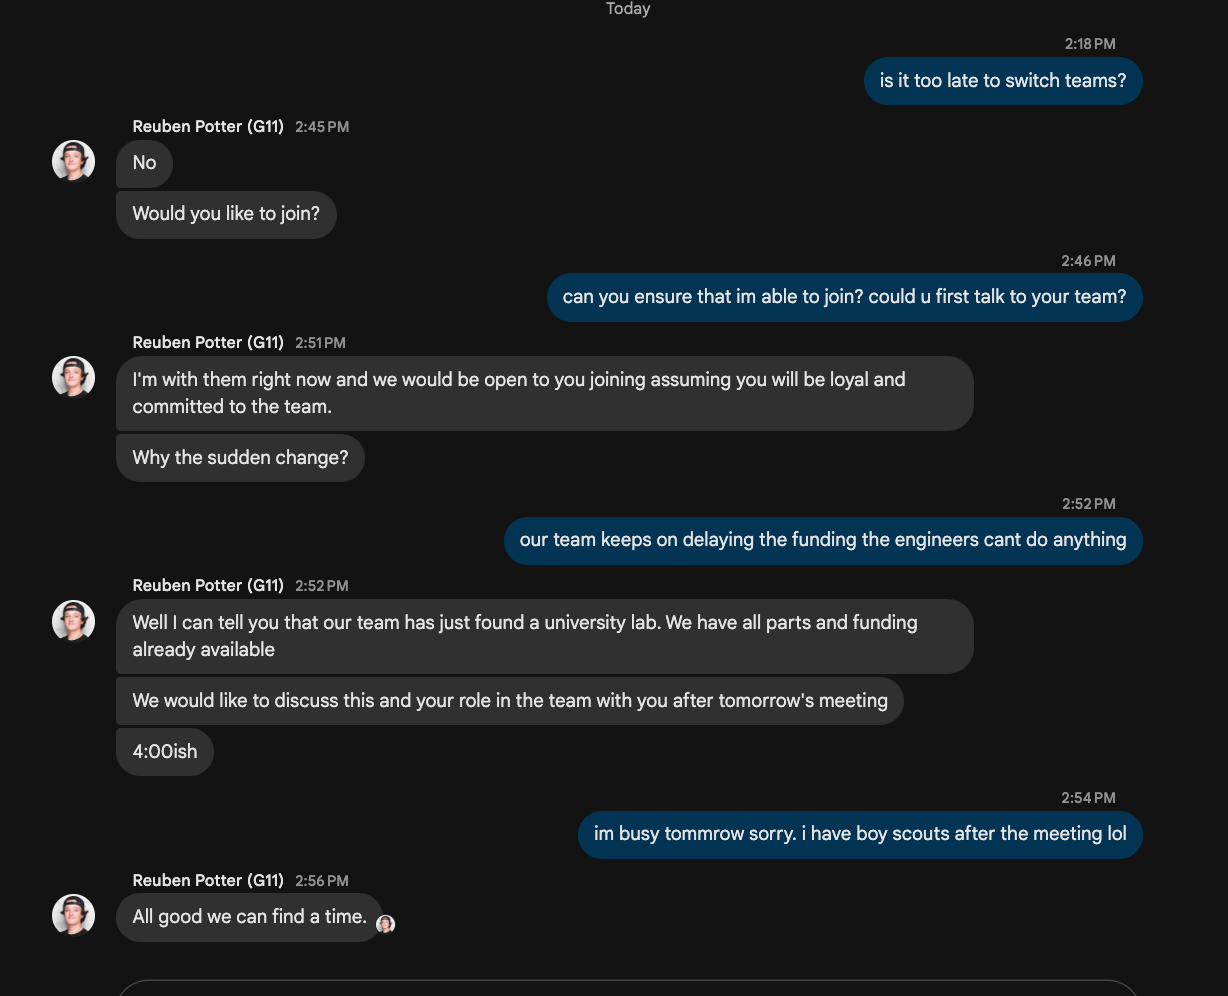 Today
2:18 PM
is it too late to switch teams?
Reuben Potter (G11) 2:45 PM
No
Would you like to join?
2:46 PM
can you ensure that im able to join? could u first talk to your team?
Reuben Potter (G11) 2:51 PM
I'm with them right now and we would be open to you joining assuming you will be loyal and
committed to the team.
Why the sudden change?
2:52 PM
our team keeps on delaying the funding the engineers cant do anything
Reuben Potter (G11) 2:52 PM
Well I can tell you that our team has just found a university lab. We have all parts and funding
already available
We would like to discuss this and your role in the team with you after tomorrow's meeting
4:00ish
2:54 PM
im busy tommrow sorry. i have boy scouts after the meeting lol
Reuben Potter (G11) 2:56 PM
All good we can find a time.